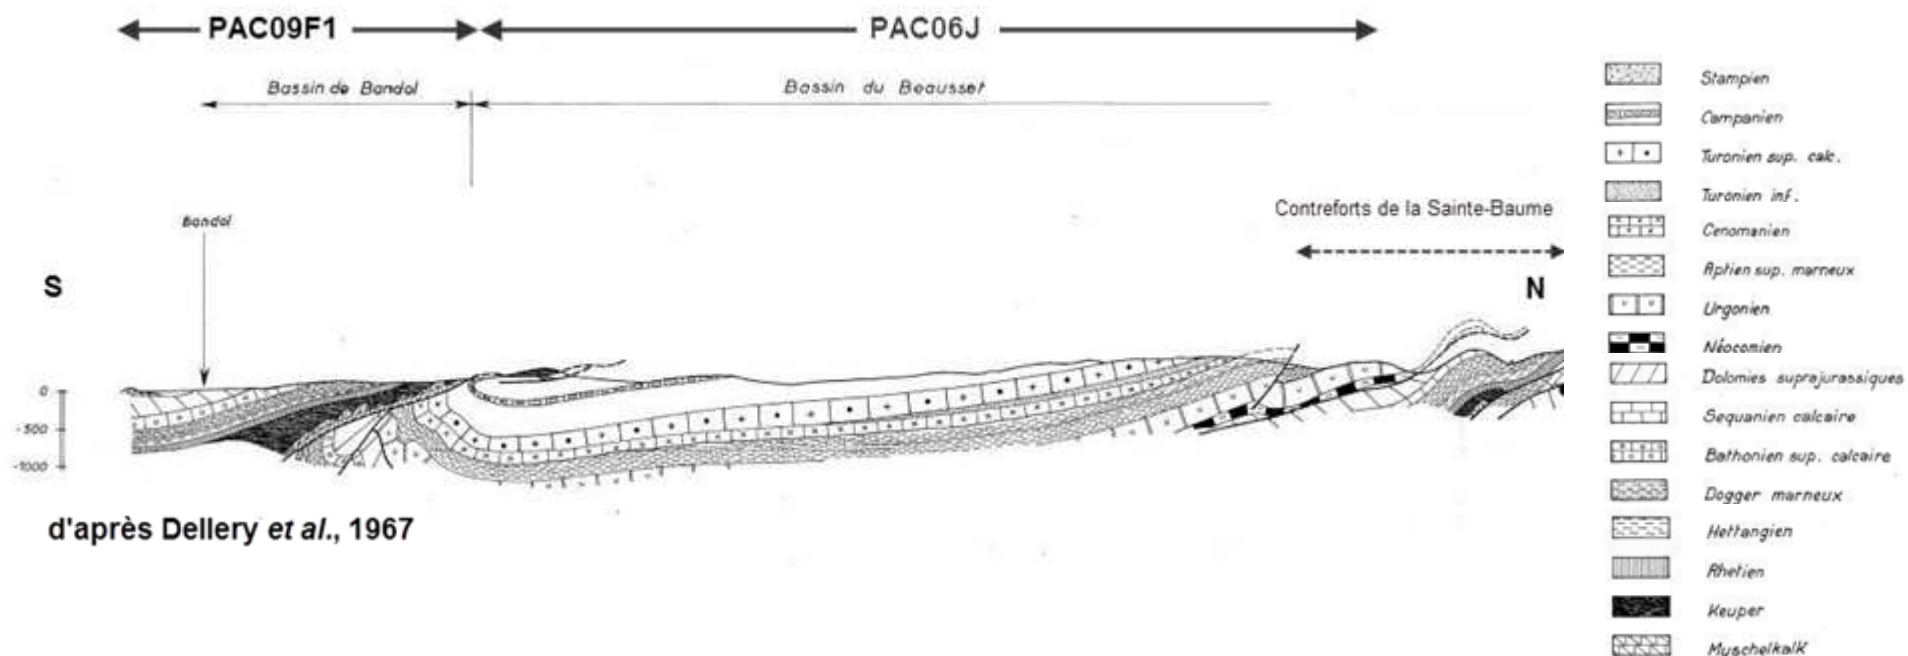 PAC09F1
PAC06J
Bassin de Bandol
Bassin du Beausset
Bandol
Contreforts de la Sainte-Baume
S
N
0
-500
-1000
d'après Dellery et al., 1967
Stampien
Campanien
Turonien sup. calc.
Turonien inf.
Cenomanien
Aptien sup. marneux
Urgonien
Néocomien
Dolomies suprajurassiques
Sequanien calcaire
Bathonien sup. calcaire
Dogger marneux
Hettangien
Rhetien
Keuper
Muschelkalk